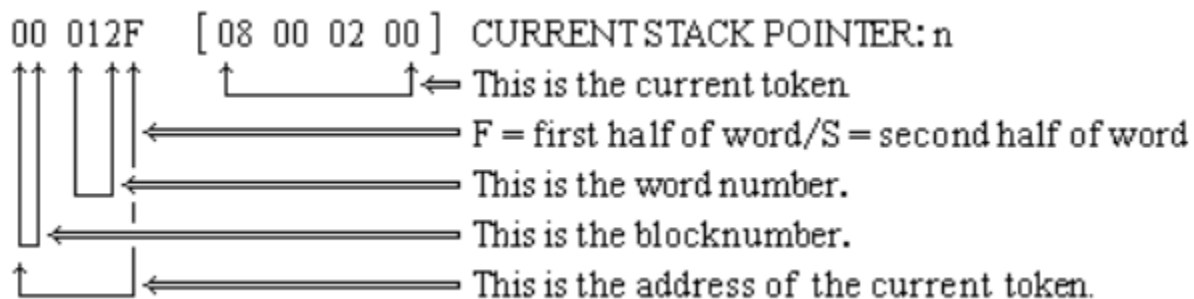 00 012F [ 08 00 02 00 ] CURRENT STACK POINTER: n
This is the current token
F = first half of word/S = second half of word
This is the word number.
This is the blocknumber.
This is the address of the current token.